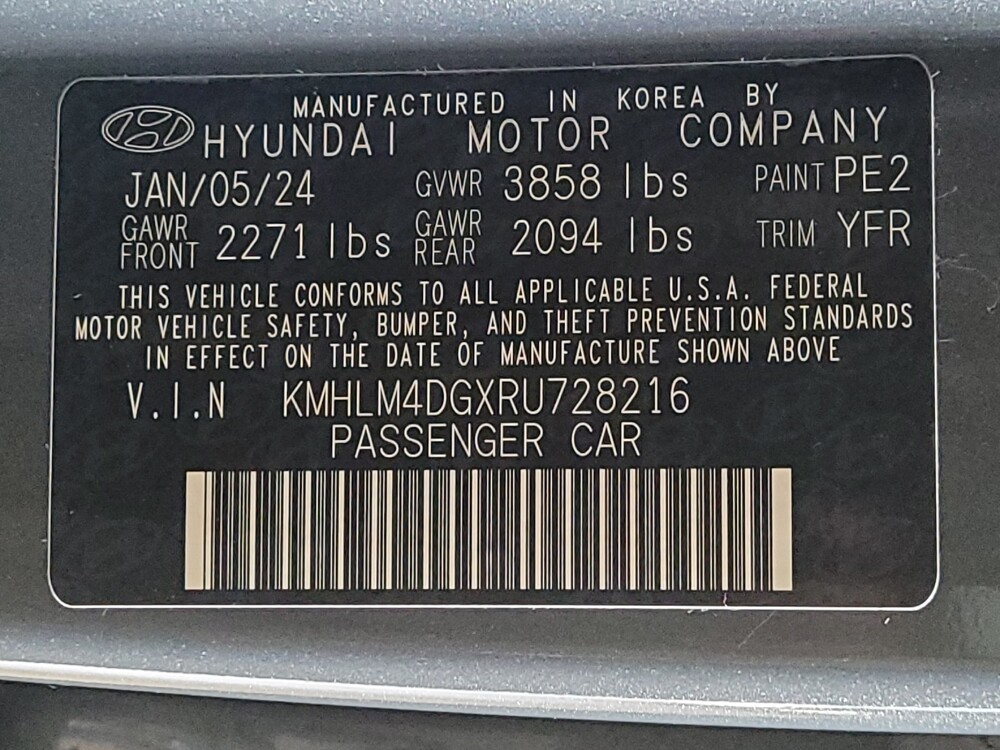 MANUFACTURED IN KOREA BY
HYUNDAI MOTOR COMPANY
JAN/05/24 GVWR 3858 lbs PAINT PE2
GAWR FRONT 2271 lbs GAWR REAR 2094 lbs TRIM YFR
THIS VEHICLE CONFORMS TO ALL APPLICABLE U.S.A. FEDERAL
MOTOR VEHICLE SAFETY, BUMPER, AND THEFT PREVENTION STANDARDS
IN EFFECT ON THE DATE OF MANUFACTURE SHOWN ABOVE
V.I.N KMHLM4DGXRU728216
PASSENGER CAR